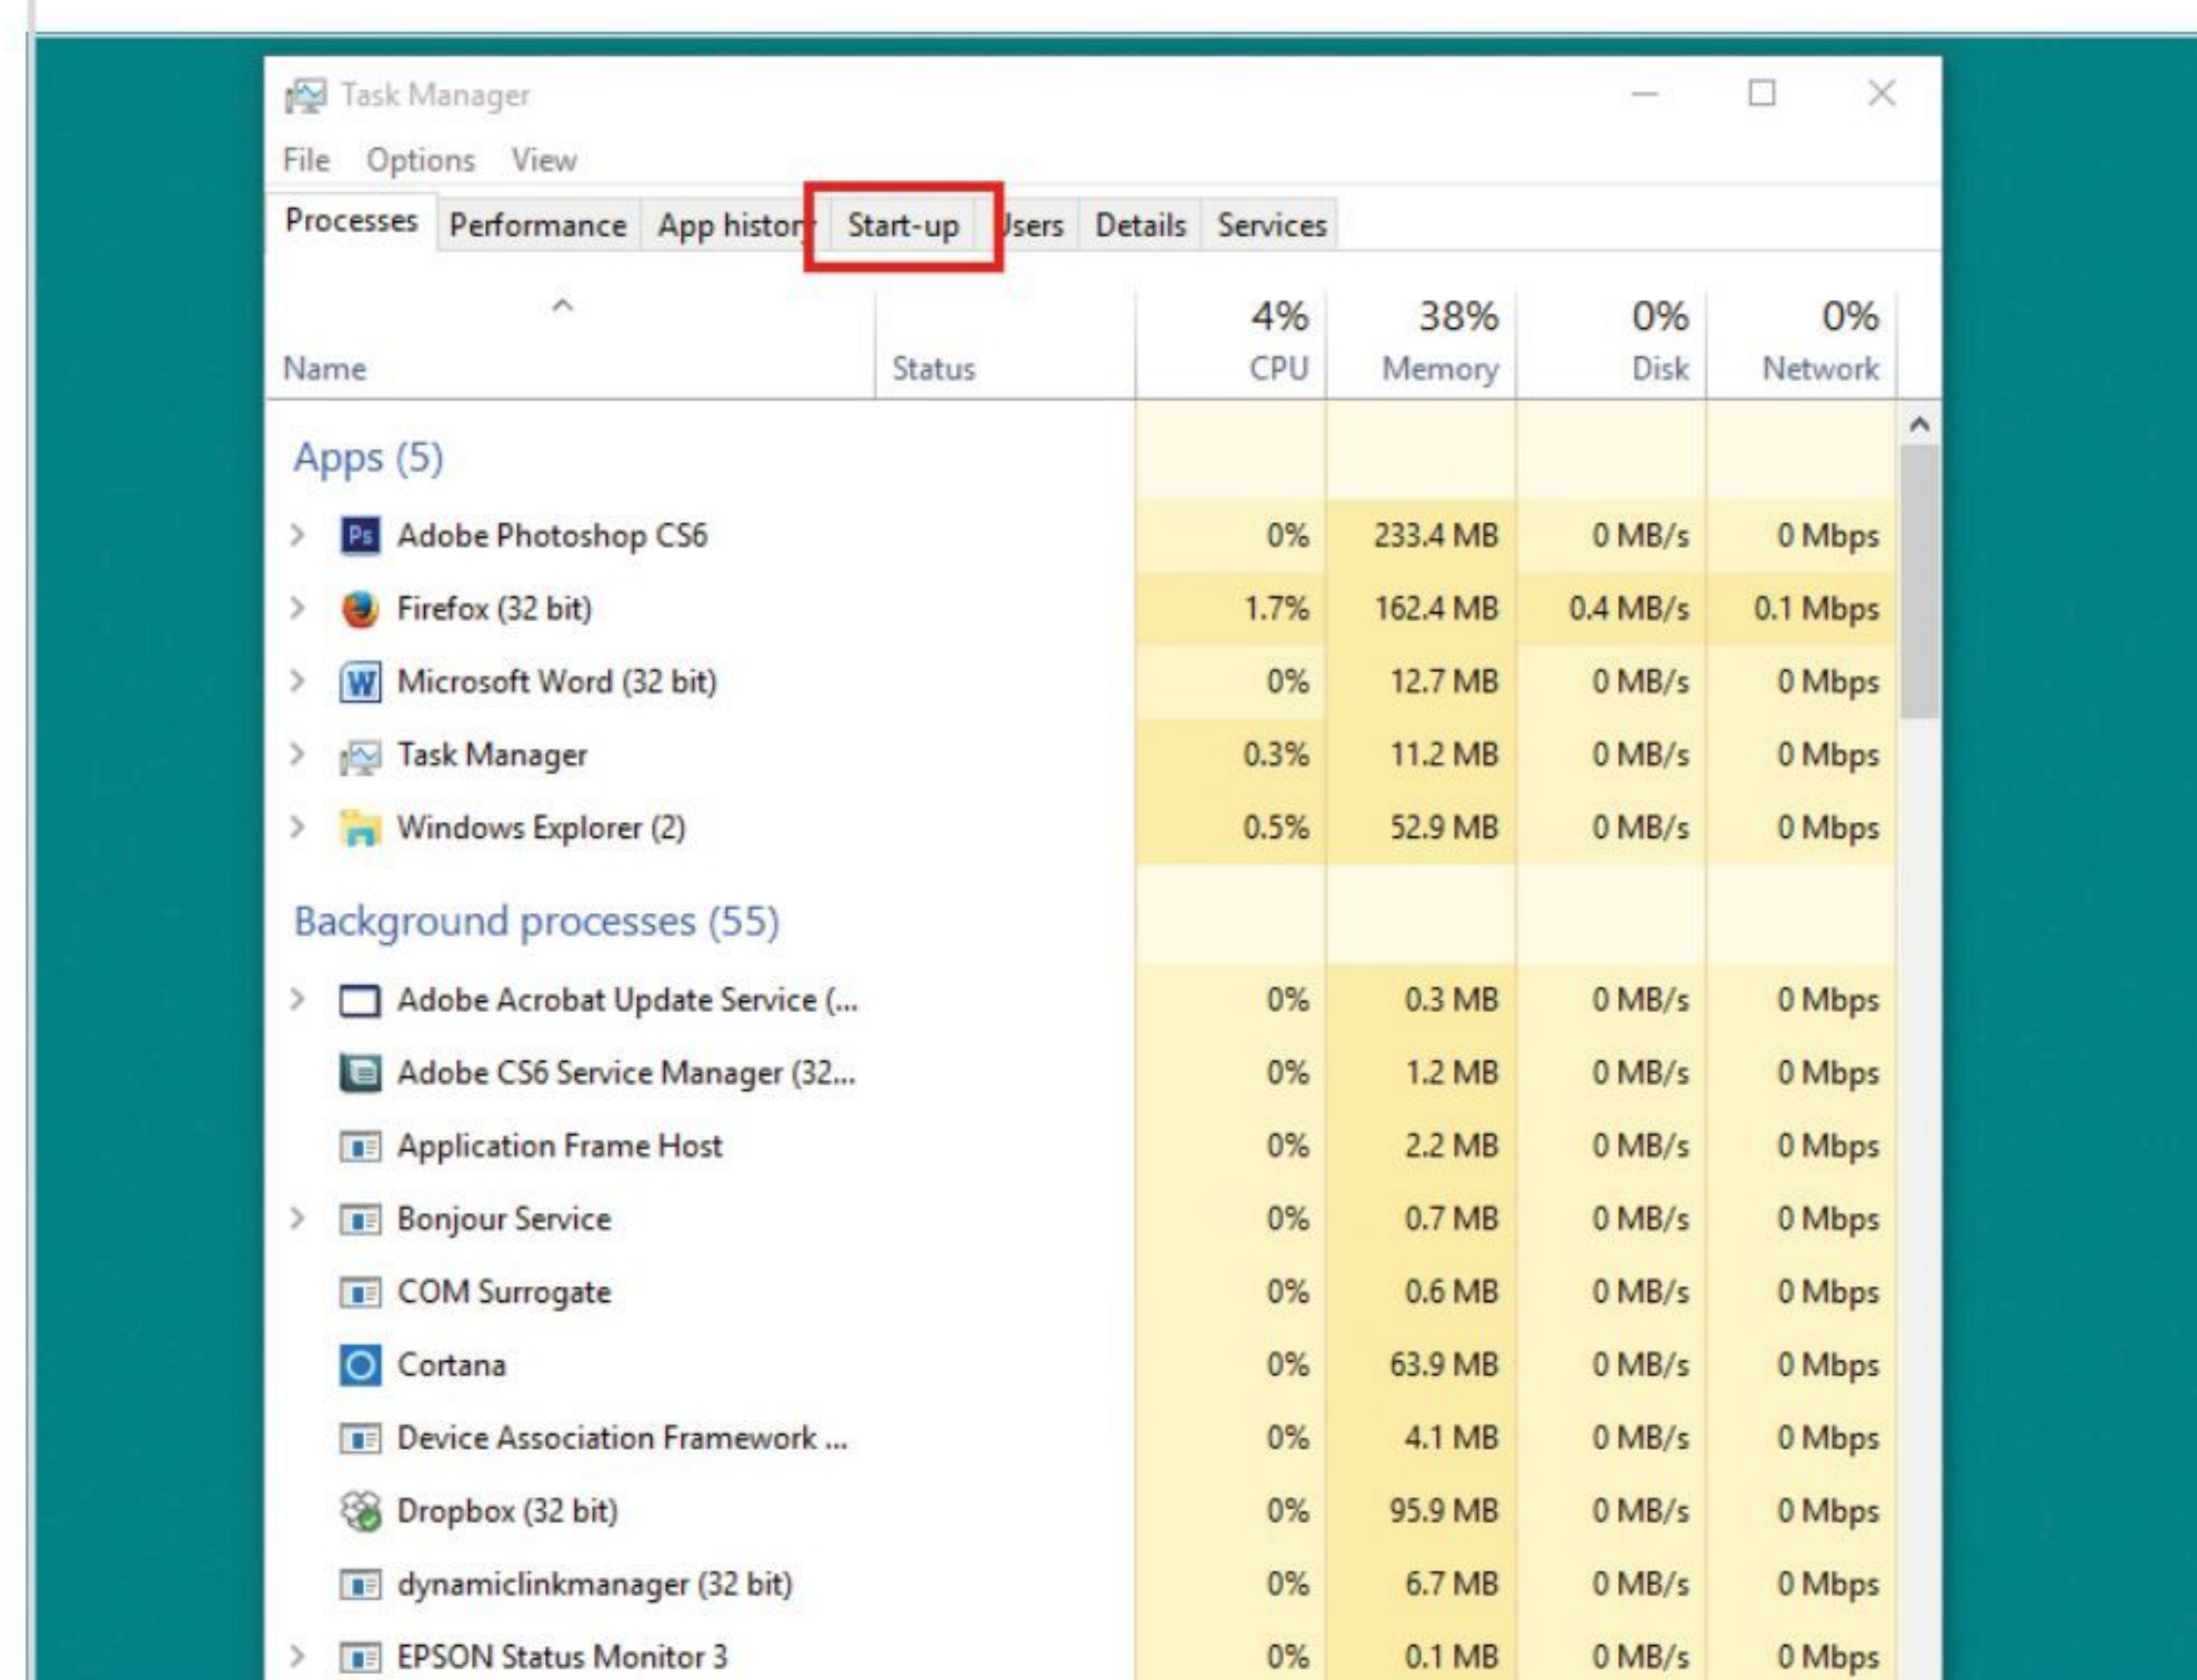 Task Manager
File Options View
Processes Performance App history Start-up Users Details Services
4% 38% 0% 0%
Name Status CPU Memory Disk Network
Apps (5)
Ps Adobe Photoshop CS6 0% 233.4 MB 0 MB/s 0 Mbps
Firefox (32 bit) 1.7% 162.4 MB 0.4 MB/s 0.1 Mbps
W Microsoft Word (32 bit) 0% 12.7 MB 0 MB/s 0 Mbps
Task Manager 0.3% 11.2 MB 0 MB/s 0 Mbps
Windows Explorer (2) 0.5% 52.9 MB 0 MB/s 0 Mbps
Background processes (55)
Adobe Acrobat Update Service (... 0% 0.3 MB 0 MB/s 0 Mbps
Adobe CS6 Service Manager (32... 0% 1.2 MB 0 MB/s 0 Mbps
Application Frame Host 0% 2.2 MB 0 MB/s 0 Mbps
Bonjour Service 0% 0.7 MB 0 MB/s 0 Mbps
COM Surrogate 0% 0.6 MB 0 MB/s 0 Mbps
Cortana 0% 63.9 MB 0 MB/s 0 Mbps
Device Association Framework ... 0% 4.1 MB 0 MB/s 0 Mbps
Dropbox (32 bit) 0% 95.9 MB 0 MB/s 0 Mbps
dynamiclinkmanager (32 bit) 0% 6.7 MB 0 MB/s 0 Mbps
EPSON Status Monitor 3 0% 0.1 MB 0 MB/s 0 Mbps